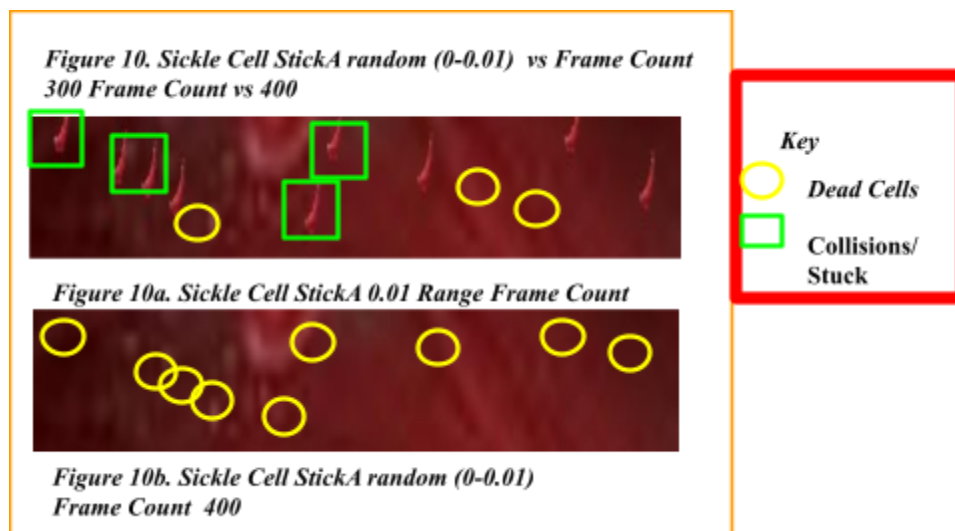 Figure 10. Sickle Cell StickA random (0-0.01) vs Frame Count
300 Frame Count vs 400
Figure 10a. Sickle Cell StickA 0.01 Range Frame Count
Figure 10b. Sickle Cell StickA random (0-0.01)
Frame Count 400
Key
Dead Cells
Collisions/
Stuck